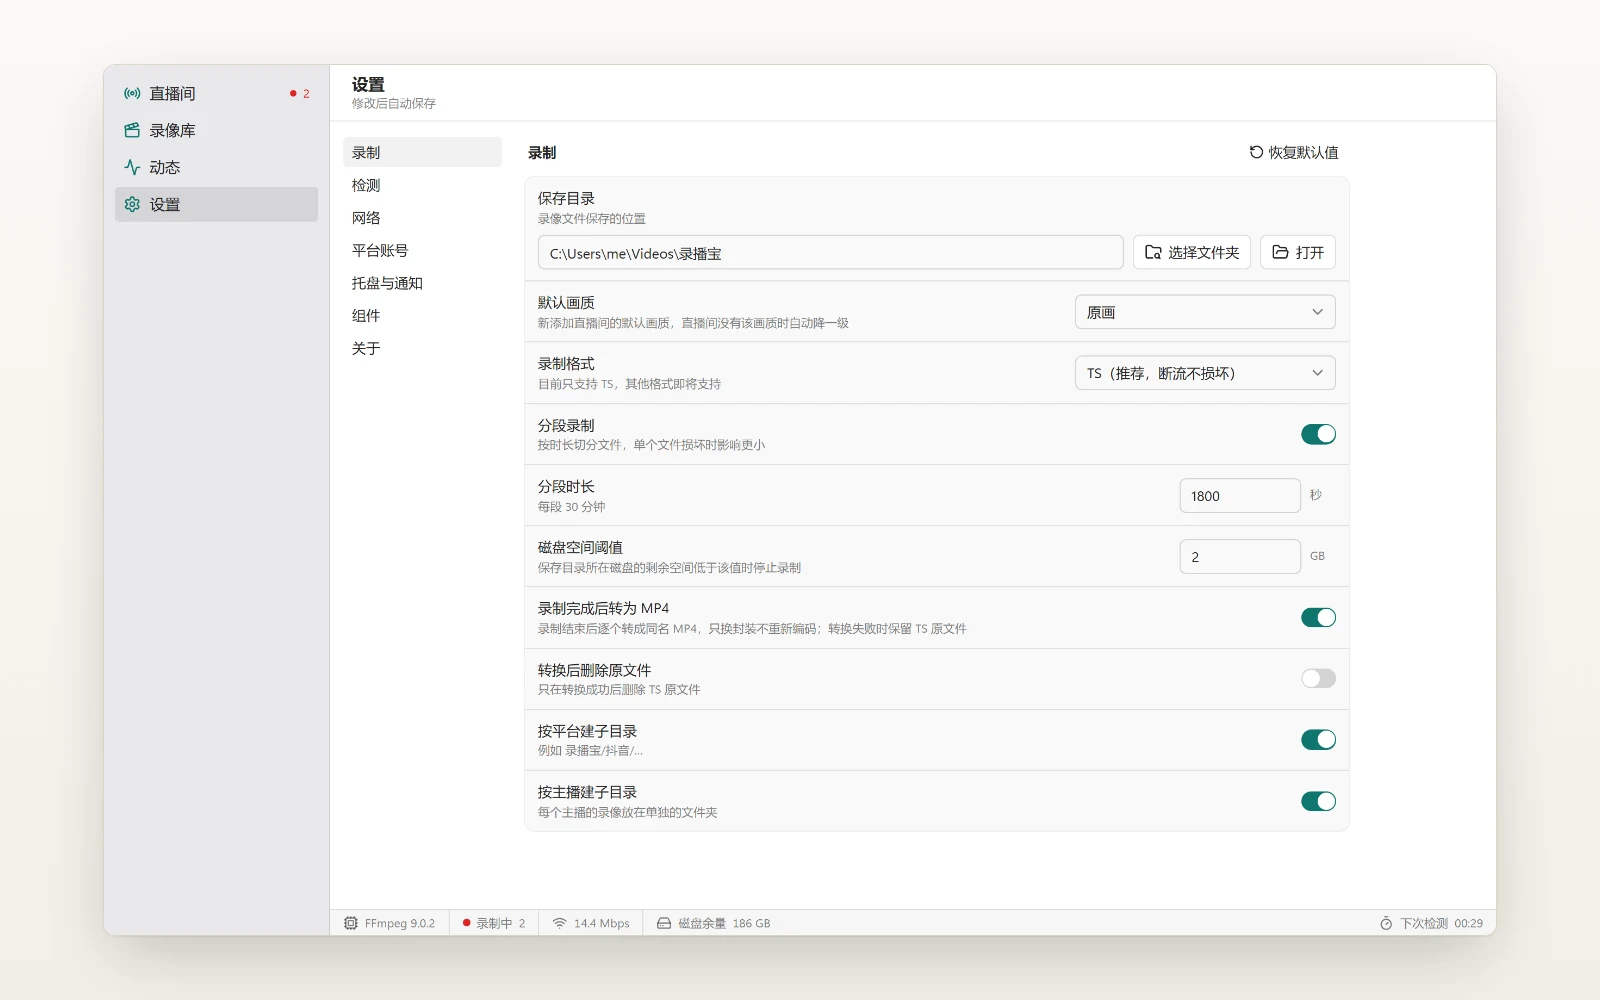 直播间
2
录像库
动态
设置
设置
修改后自动保存
录制
检测
网络
平台账号
托盘与通知
组件
关于
录制
恢复默认值
保存目录
录像文件保存的位置
C:\Users\me\Videos\录播宝
选择文件夹
打开
默认画质
新添加直播间的默认画质，直播间没有该画质时自动降一级
原画
录制格式
目前只支持 TS，其他格式即将支持
TS（推荐，断流不损坏）
分段录制
按时长切分文件，单个文件损坏时影响更小
分段时长
每段 30 分钟
1800
秒
磁盘空间阈值
保存目录所在磁盘的剩余空间低于该值时停止录制
2
GB
录制完成后转为 MP4
录制结束后逐个转成同名 MP4，只换封装不重新编码；转换失败时保留 TS 原文件
转换后删除原文件
只在转换成功后删除 TS 原文件
按平台建子目录
例如 录播宝/抖音/...
按主播建子目录
每个主播的录像放在单独的文件夹
FFmpeg 9.0.2
录制中 2
14.4 Mbps
磁盘余量 186 GB
下次检测 00:29